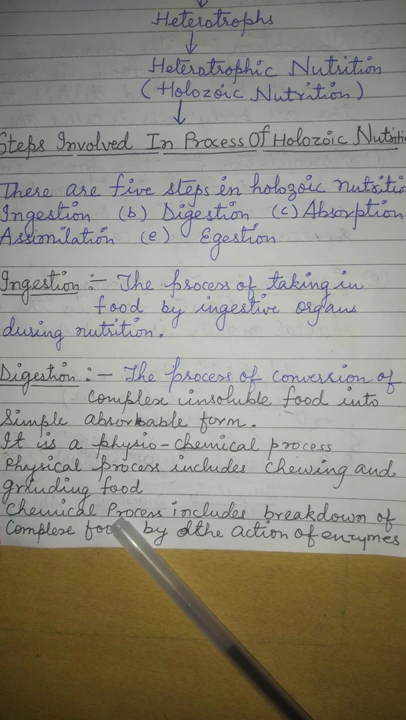 Heterotrophs
Heterotrophic Nutrition
(Holozoic Nutrition)
Steps Involved In Process Of Holozoic Nutriti
There are five steps in holozoic nutritio
Ingestion (b) Digestion (c) Absorption
Assimilation (e) Egestion
Ingestion :- The process of taking in
food by ingestive organs
during nutrition.
Digestion :- The process of conversion of
complex insoluble food into
Simple absorbable form.
It is a physio-chemical process
Physical process includes chewing and
grinding food
Chemical Process includes breakdown of
Complex food by the action of enzymes